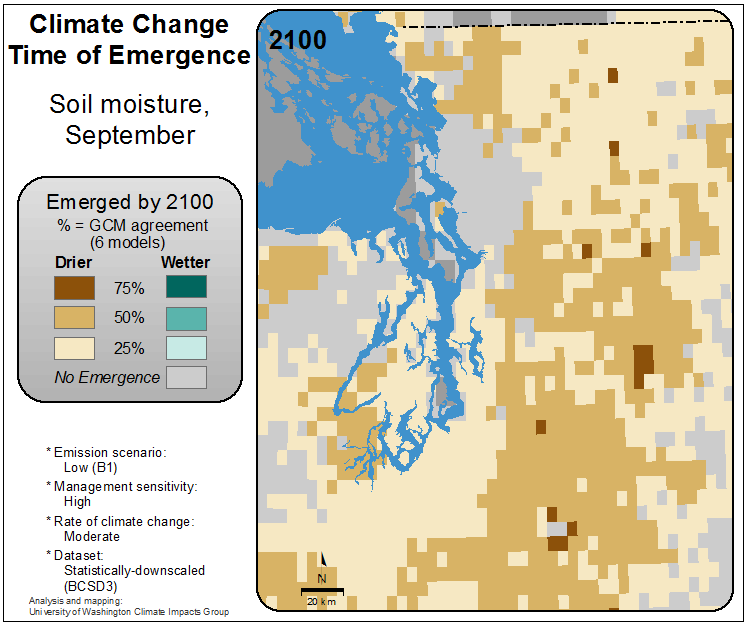 Climate Change
Time of Emergence
Soil moisture,
September
Emerged by 2100
% = GCM agreement
(6 models)
Drier Wetter
75%
50%
25%
No Emergence
* Emission scenario:
Low (B1)
* Management sensitivity:
High
* Rate of climate change:
Moderate
* Dataset:
Statistically-downscaled
(BCSD3)
Analysis and mapping:
University of Washington Climate Impacts Group
2100
N
20 km